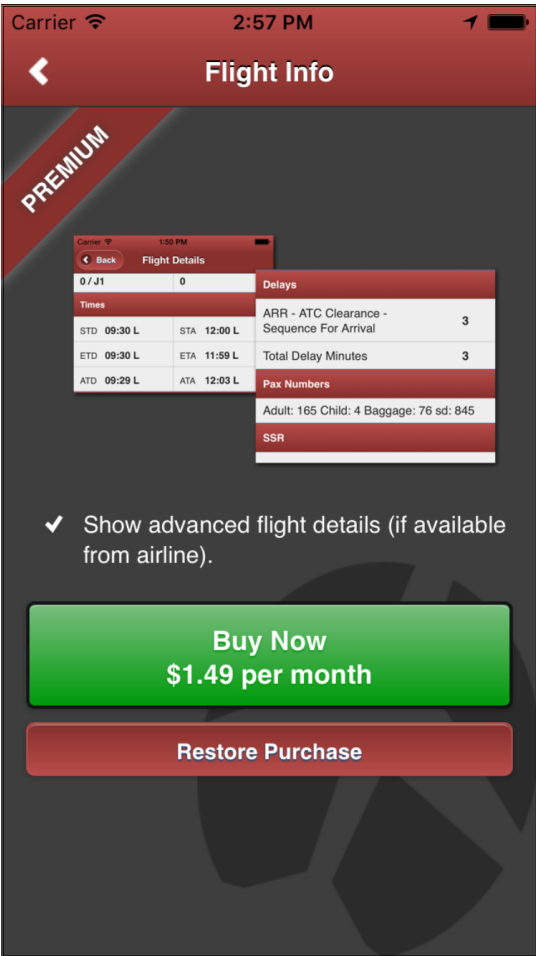 Carrier 2:57 PM
Flight Info
PREMIUM
Carrier 1:50 PM
Back Flight Details
0 / J1 0
Times
STD 09:30 L STA 12:00 L
ETD 09:30 L ETA 11:59 L
ATD 09:29 L ATA 12:03 L
Delays
ARR - ATC Clearance -
Sequence For Arrival 3
Total Delay Minutes 3
Pax Numbers
Adult: 165 Child: 4 Baggage: 76 sd: 845
SSR
Show advanced flight details (if available
from airline).
Buy Now
$1.49 per month
Restore Purchase